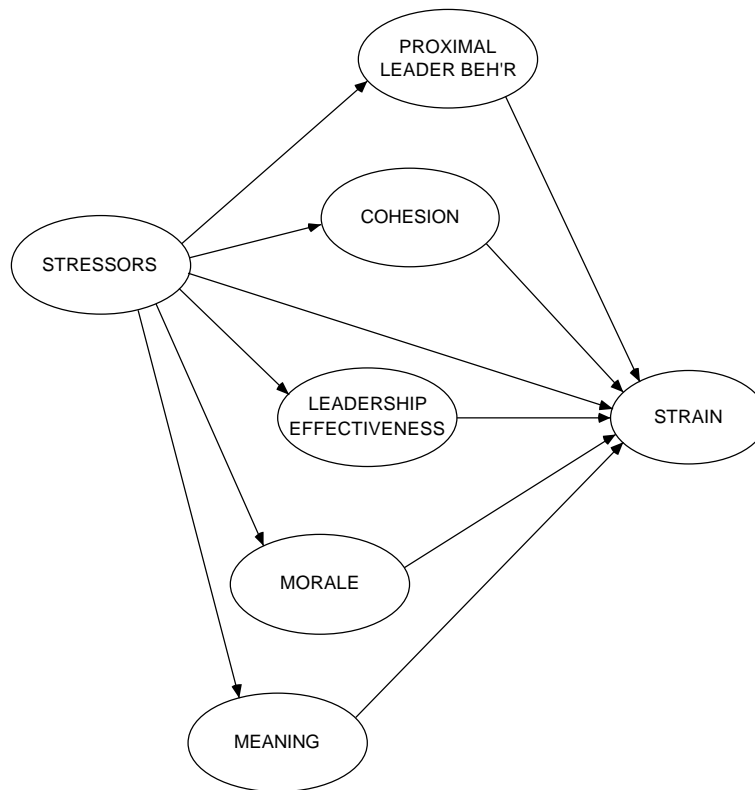 PROXIMAL
LEADER BEH'R
COHESION
STRESSORS
LEADERSHIP
EFFECTIVENESS
STRAIN
MORALE
MEANING